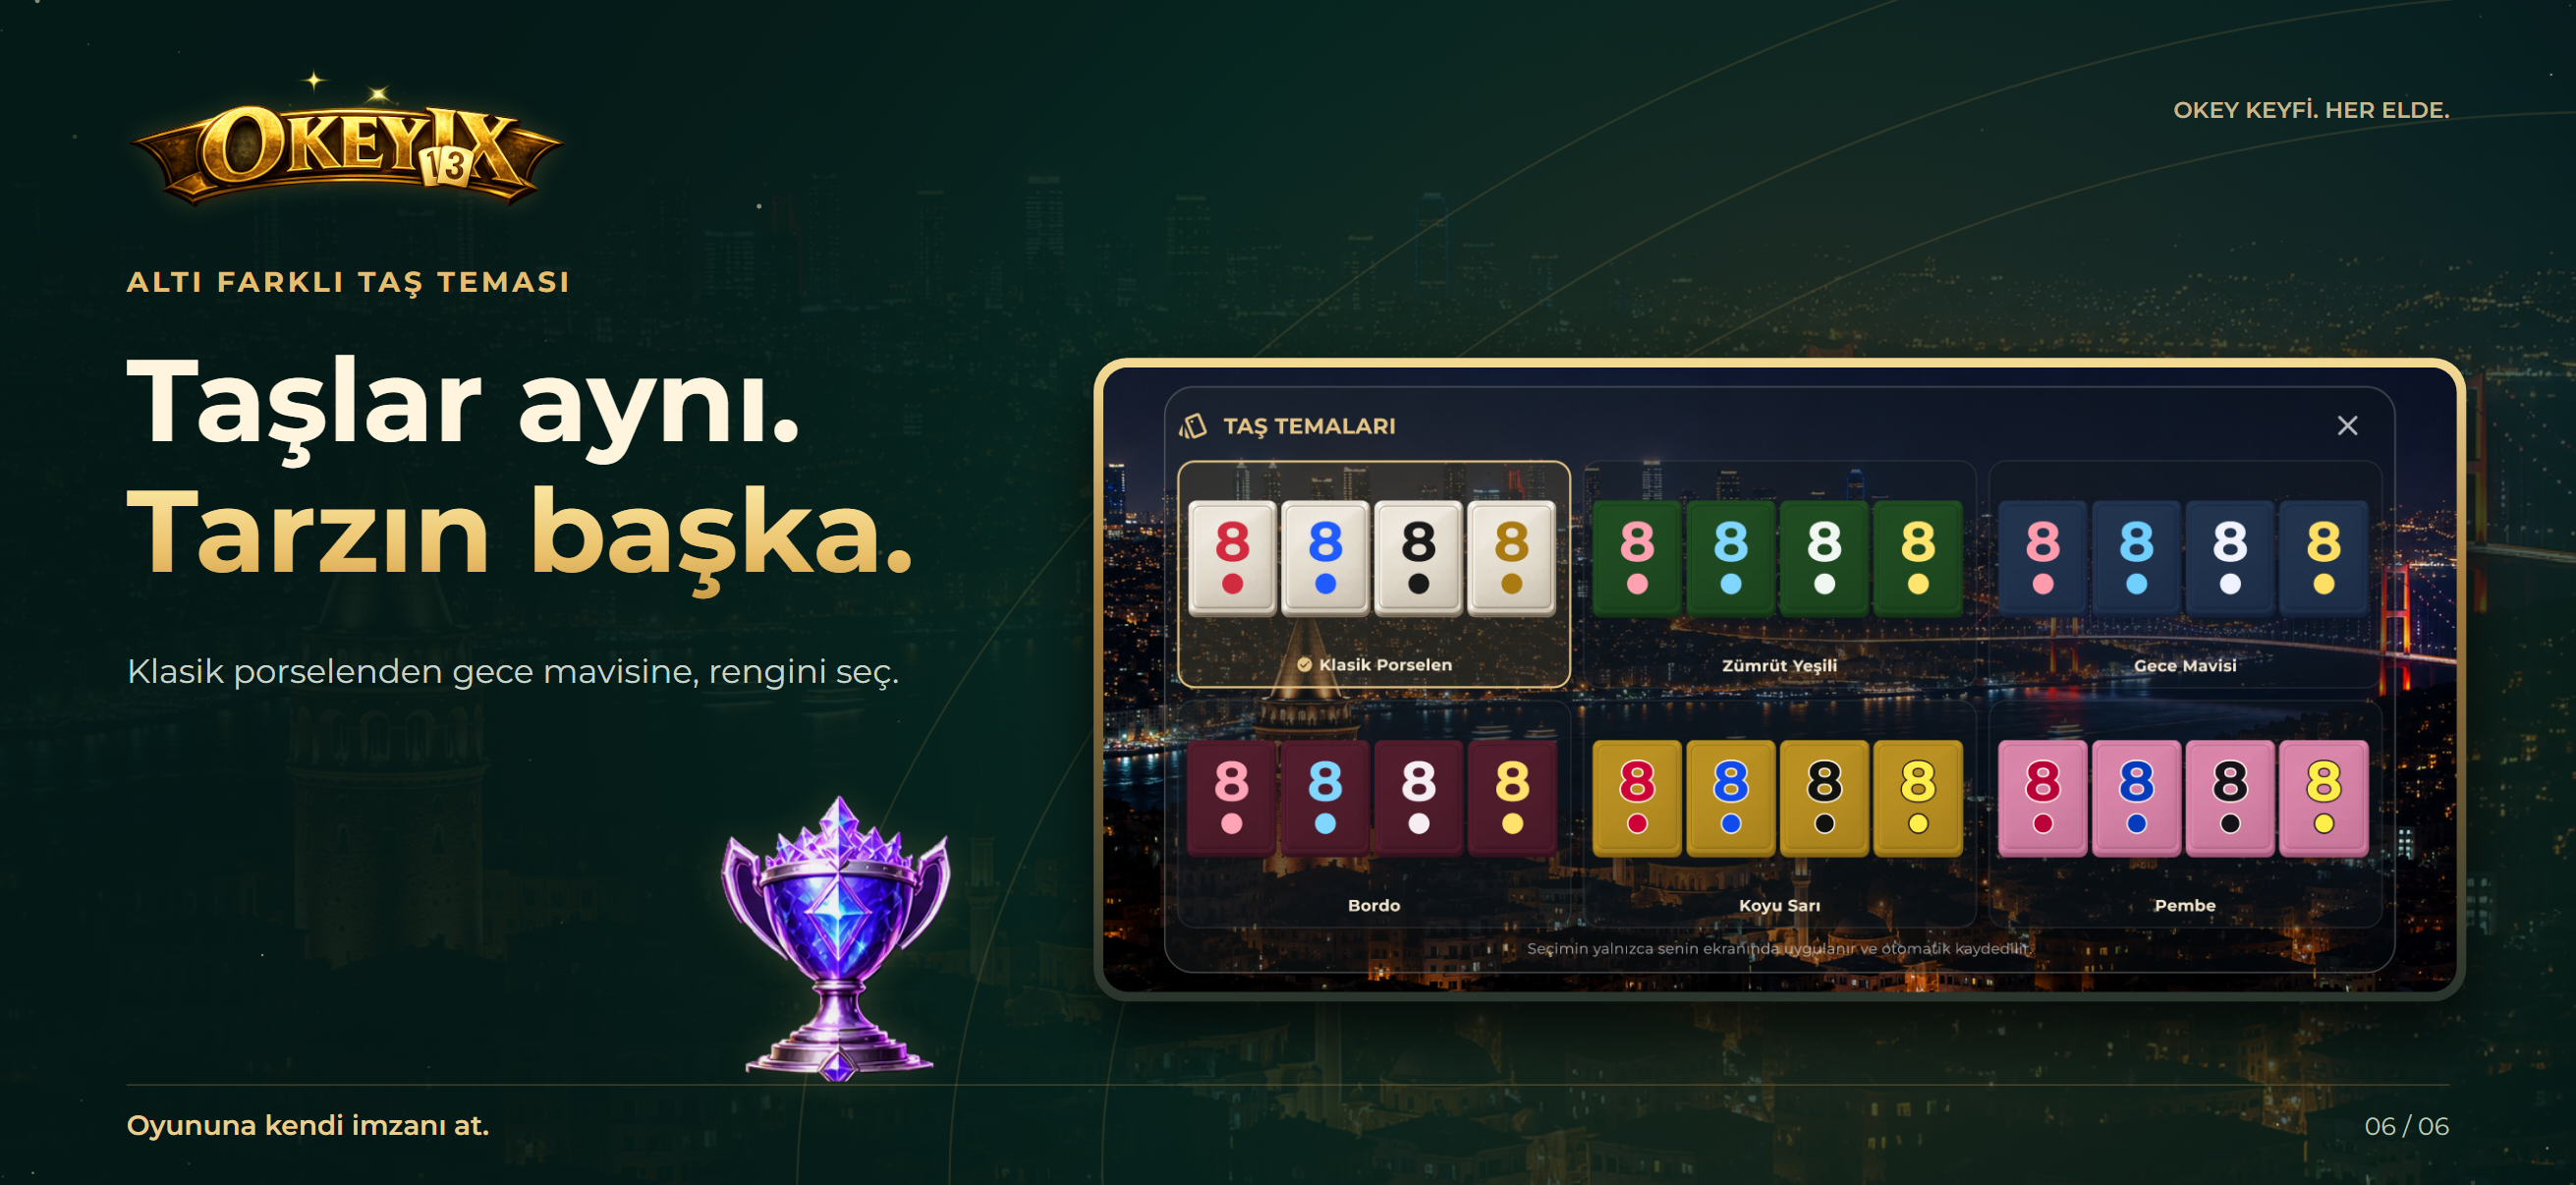 OKEYIX
13
OKEY KEYFİ. HER ELDE.
ALTI FARKLI TAŞ TEMASI
Taşlar aynı.
Tarzın başka.
Klasik porselenden gece mavisine, rengini seç.
TAŞ TEMALARI
8 8 8 8
8 8 8 8
8 8 8 8
Klasik Porselen
Zümrüt Yeşili
Gece Mavisi
8 8 8 8
8 8 8 8
8 8 8 8
Bordo
Koyu Sarı
Pembe
Seçimin yalnızca senin ekranında uygulanır ve otomatik kaydedilir.
Oyununa kendi imzanı at.
06 / 06